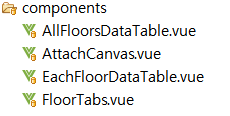 components
AllFloorsDataTable.vue
AttachCanvas.vue
EachFloorDataTable.vue
FloorTabs.vue